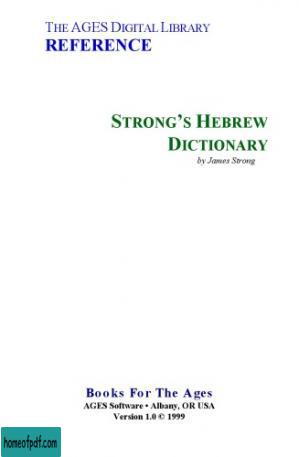 THE AGES DIGITAL LIBRARY
REFERENCE
STRONG'S HEBREW
DICTIONARY
by James Strong
Books For The Ages
AGES Software • Albany, OR USA
Version 1.0 © 1999
homeofpdf.com